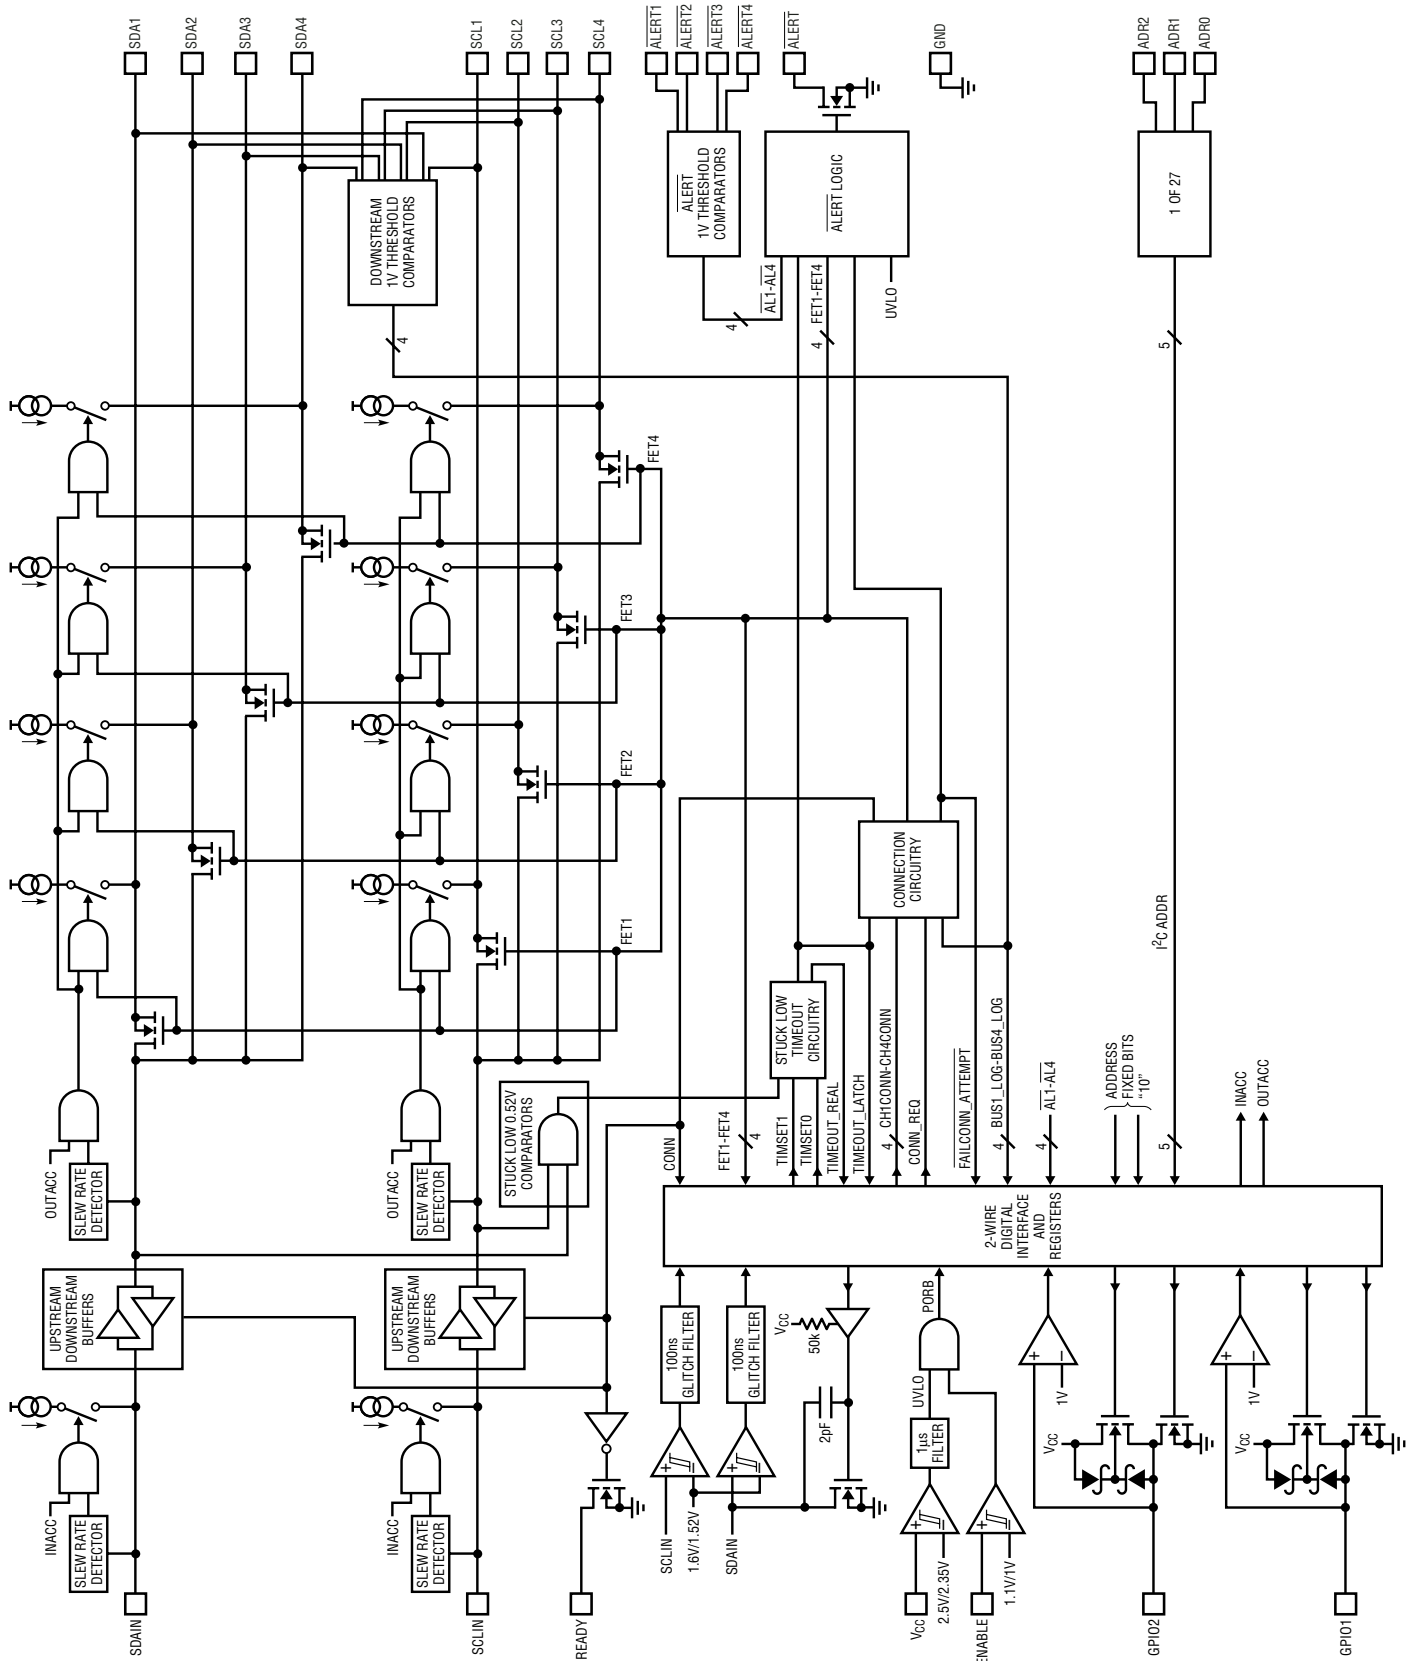 SDA1
SDA2
SDA3
SDA4
SCL1
SCL2
SCL3
SCL4
ALERT1
ALERT2
ALERT3
ALERT4
ALERT
GND
ADR2
ADR1
ADR0
DOWNSTREAM
1V THRESHOLD
COMPARATORS
4
ALERT
1V THRESHOLD
COMPARATORS
4
AL1-AL4
ALERT LOGIC
FET1-FET4
4
UVLO
1 OF 27
5
FET4
FET3
FET2
FET1
CONNECTION
CIRCUITRY
I2C ADDR
STUCK LOW
TIMEOUT
CIRCUITRY
OUTACC
SLEW RATE
DETECTOR
OUTACC
SLEW RATE
DETECTOR
STUCK LOW 0.52V
COMPARATORS
CONN
FET1-FET4
4
TIMSET1
TIMSET0
TIMEOUT_REAL
TIMEOUT_LATCH
CH1CONN-CH4CONN
4
CONN_REQ
FAILCONN_ATTEMPT
BUS1_LOG-BUS4_LOG
4
AL1-AL4
4
ADDRESS
FIXED BITS
“10”
5
INACC
OUTACC
2-WIRE
DIGITAL
INTERFACE
AND
REGISTERS
UPSTREAM
DOWNSTREAM
BUFFERS
UPSTREAM
DOWNSTREAM
BUFFERS
100ns
GLITCH FILTER
100ns
GLITCH FILTER
VCC
50k
2pF
PORB
UVLO
1µs
FILTER
1V
VCC
1V
VCC
INACC
SLEW RATE
DETECTOR
INACC
SLEW RATE
DETECTOR
SCLIN
1.6V/1.52V
SDAIN
2.5V/2.35V
1.1V/1V
SDAIN
SCLIN
READY
VCC
ENABLE
GPIO2
GPIO1